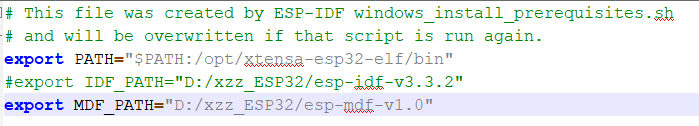 # This file was created by ESP-IDF windows_install_prerequisites.sh
# and will be overwritten if that script is run again.
export PATH="$PATH:/opt/xtensa-esp32-elf/bin"
#export IDF_PATH="D:/xzz_ESP32/esp-idf-v3.3.2"
export MDF_PATH="D:/xzz_ESP32/esp-mdf-v1.0"